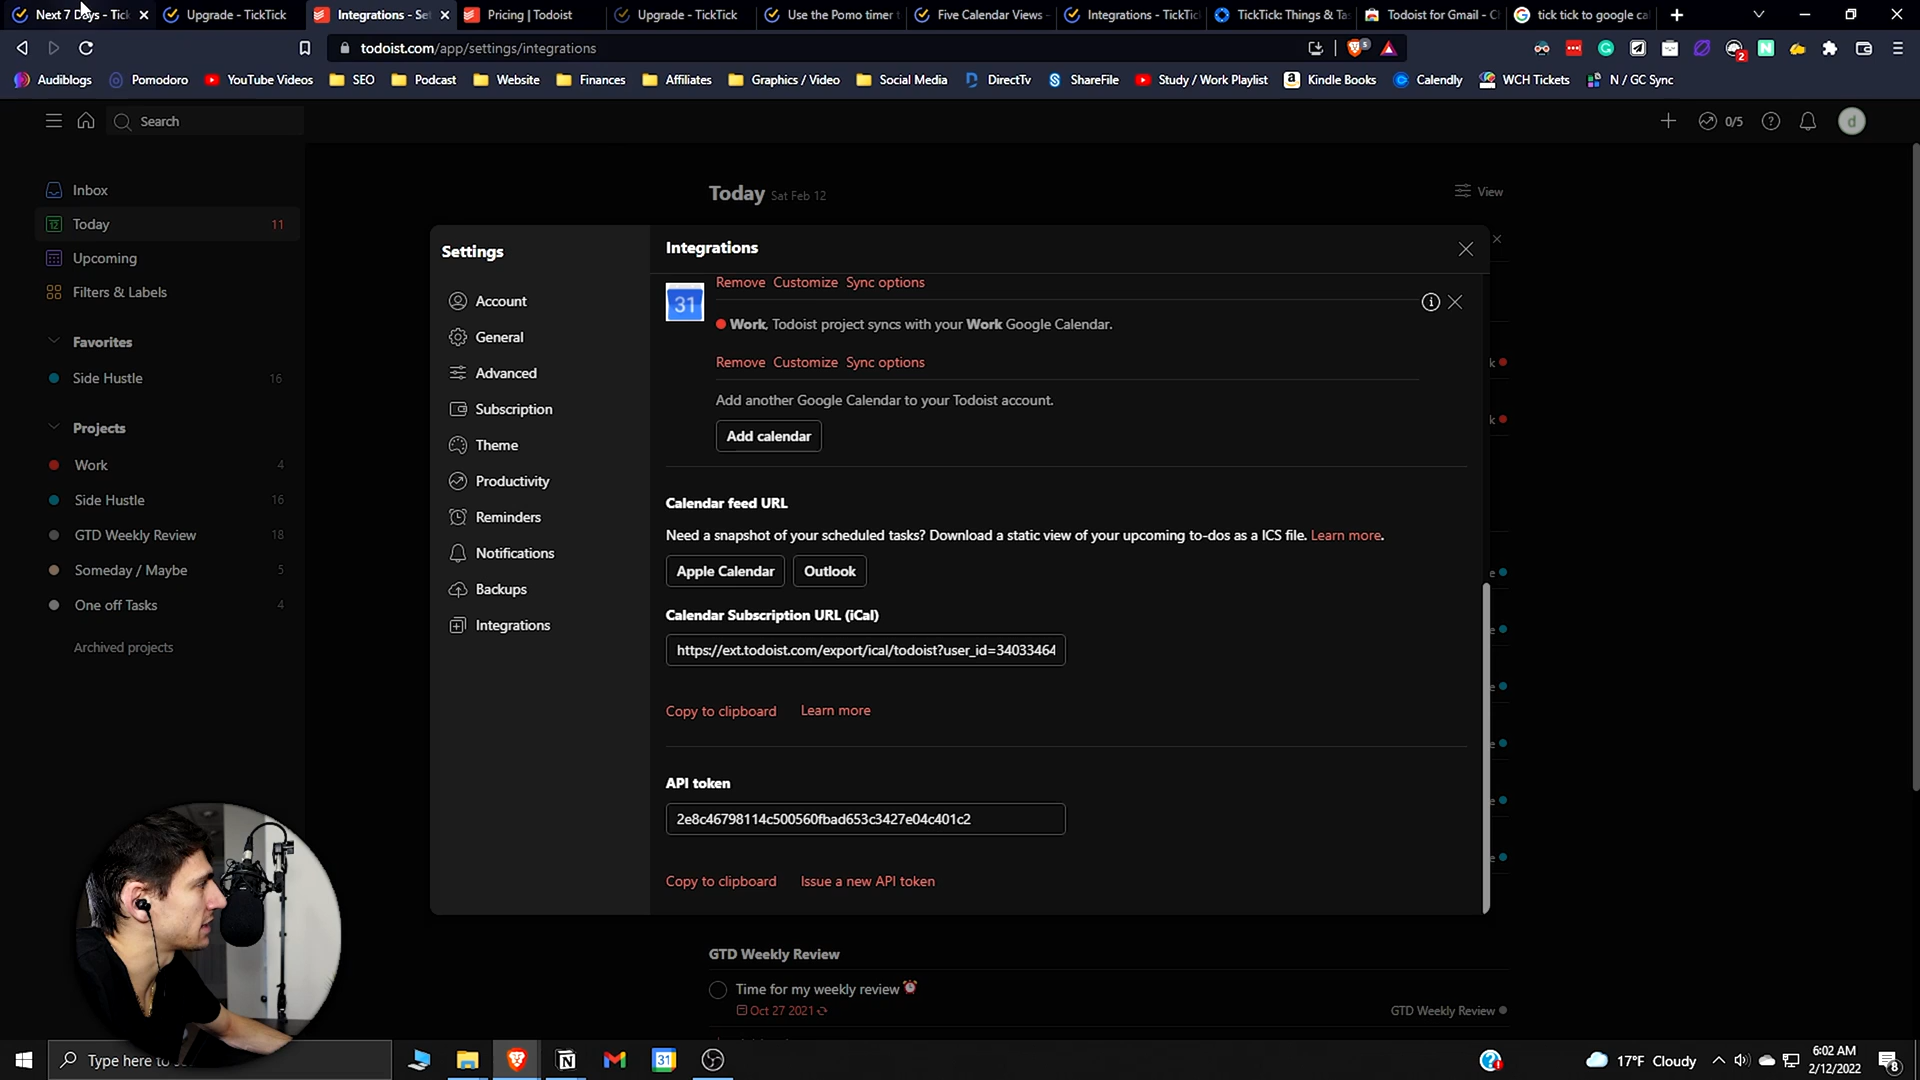 Next 7 Days - Tick
Upgrade - TickTick
Integrations - Se
Pricing | Todoist
Upgrade - TickTick
Use the Pomo timer t
Five Calendar Views -
Integrations - TickTic
TickTick: Things & Tas
Todoist for Gmail - C
tick tick to google ca
todoist.com/app/settings/integrations
5
2
Audiblogs
Pomodoro
YouTube Videos
SEO
Podcast
Website
Finances
Affiliates
Graphics / Video
Social Media
DirectTv
ShareFile
Study / Work Playlist
Kindle Books
Calendly
WCH Tickets
N / GC Sync
Search
0/5
d
Inbox
Today 11
Upcoming
Filters & Labels
Favorites
Side Hustle 16
Projects
Work 4
Side Hustle 16
GTD Weekly Review 18
Someday / Maybe 5
One off Tasks 4
Archived projects
Today Sat Feb 12
View
Settings
Account
General
Advanced
Subscription
Theme
Productivity
Reminders
Notifications
Backups
Integrations
Integrations
31
Remove Customize Sync options
Work, Todoist project syncs with your Work Google Calendar.
Remove Customize Sync options
Add another Google Calendar to your Todoist account.
Add calendar
Calendar feed URL
Need a snapshot of your scheduled tasks? Download a static view of your upcoming to-dos as a ICS file. Learn more.
Apple Calendar
Outlook
Calendar Subscription URL (iCal)
https://ext.todoist.com/export/ical/todoist?user_id=34033464
Copy to clipboard
Learn more
API token
2e8c46798114c500560fbad653c3427e04c401c2
Copy to clipboard
Issue a new API token
GTD Weekly Review
Time for my weekly review
Oct 27 2021
GTD Weekly Review
Type here to
31
17°F Cloudy
6:02 AM
2/12/2022
8